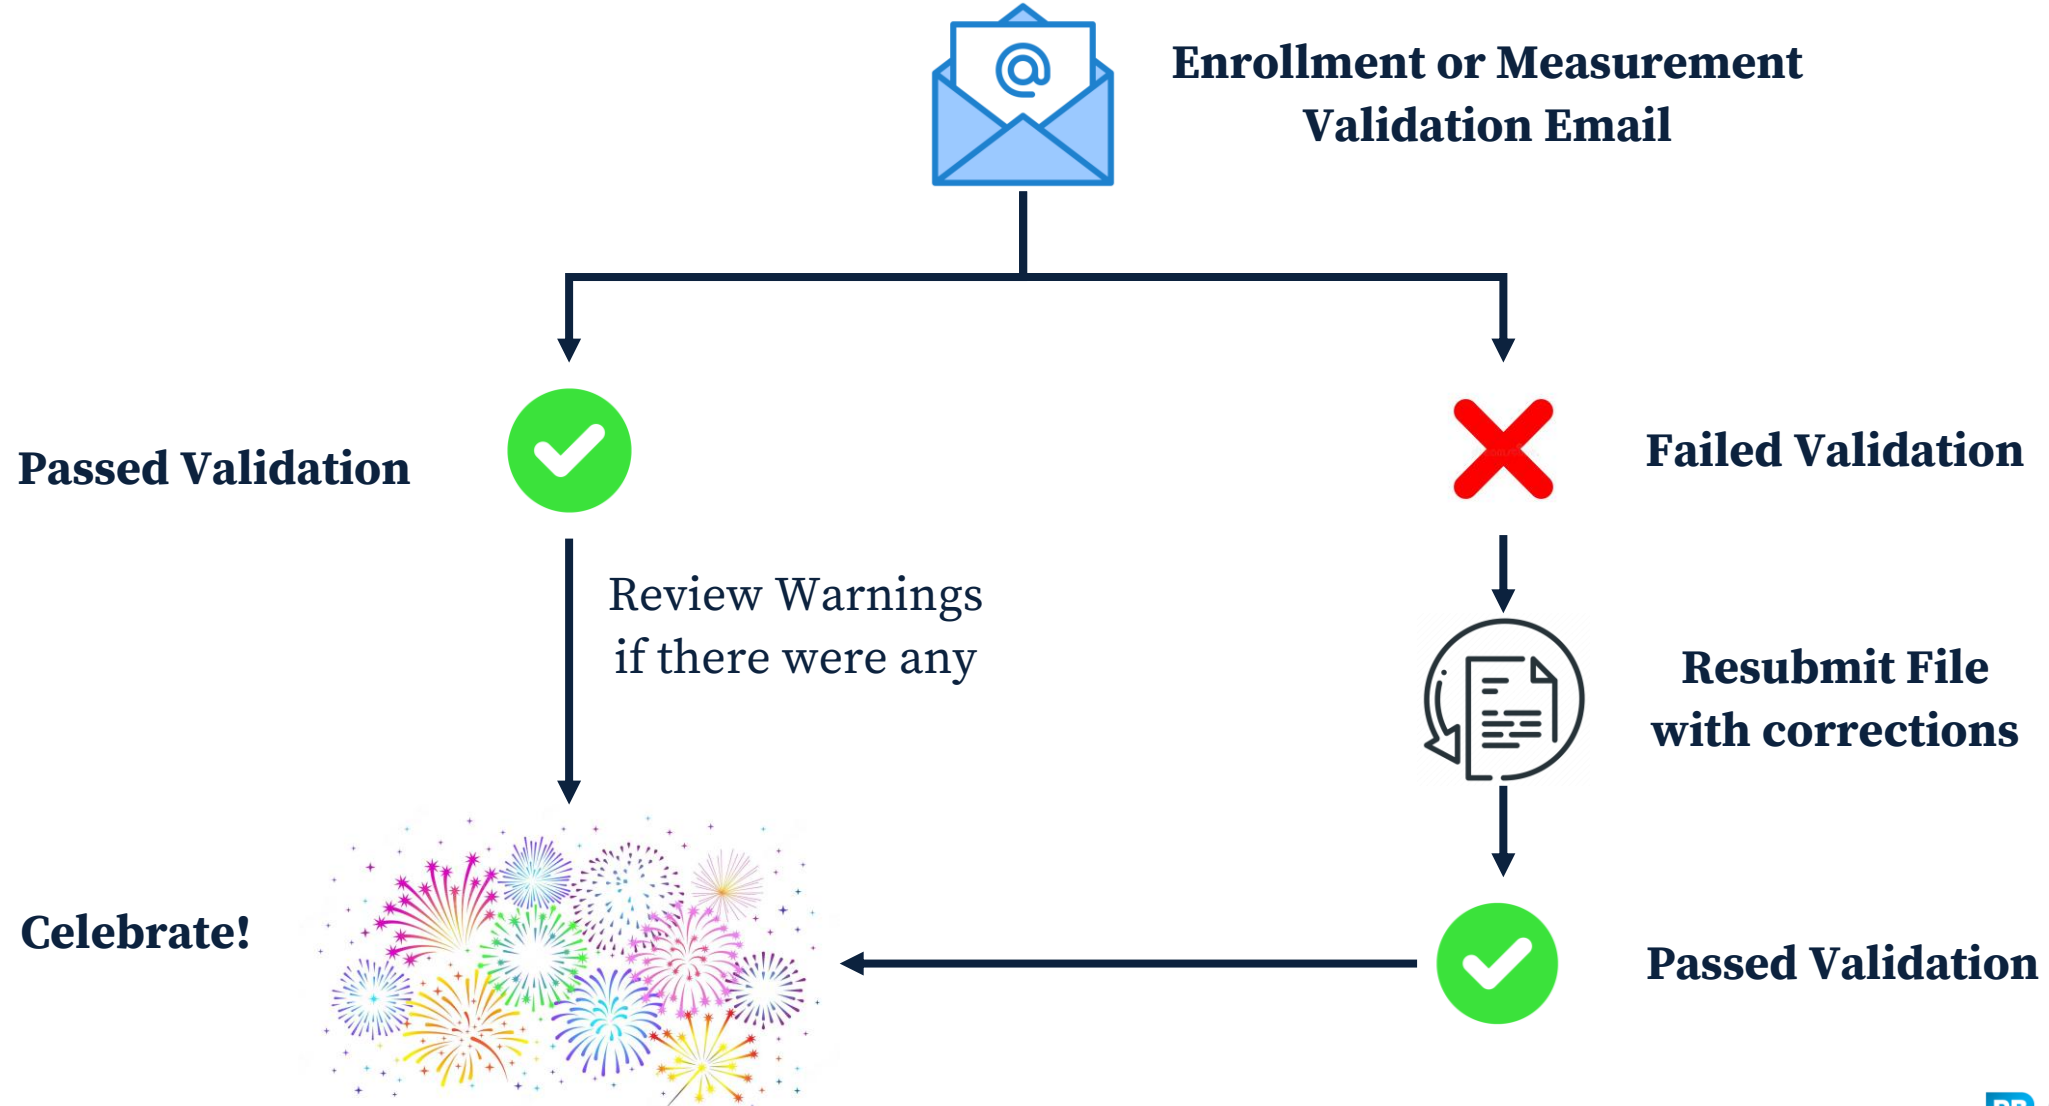 @
Enrollment or Measurement
Validation Email
Passed Validation
Failed Validation
Review Warnings
if there were any
Resubmit File
with corrections
Celebrate!
Passed Validation